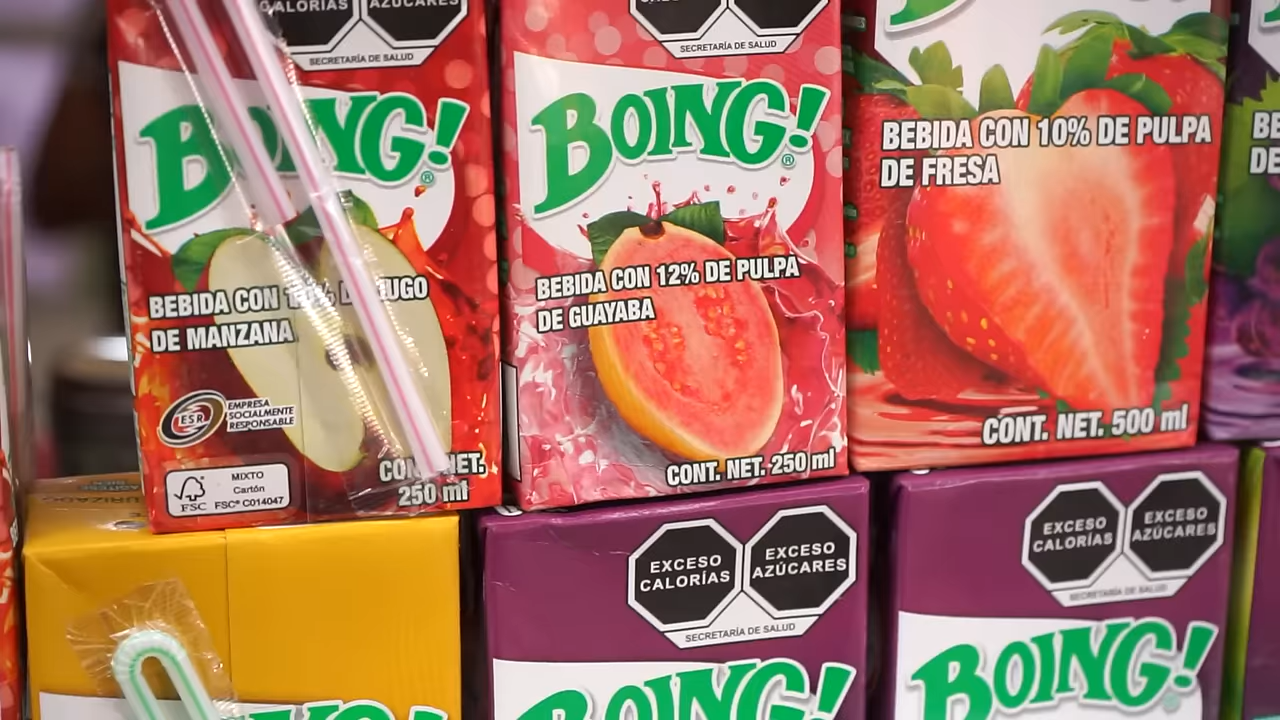 CALORÍAS
AZÚCARES
SECRETARÍA DE SALUD
BOING!
BEBIDA CON JUGO
DE MANZANA
ESR
EMPRESA
SOCIALMENTE
RESPONSABLE
FSC
MIXTO
Cartón
FSC® C014047
CONT. NET.
250 ml
SECRETARÍA DE SALUD
BOING!®
BEBIDA CON 12% DE PULPA
DE GUAYABA
CONT. NET. 250 ml
BEBIDA CON 10% DE PULPA
DE FRESA
CONT. NET. 500 ml
BE
DE
EXCESO
CALORÍAS
EXCESO
AZÚCARES
SECRETARÍA DE SALUD
BOING!
EXCESO
CALORÍAS
EXCESO
AZÚCARES
SECRETARÍA DE SALUD
BOING!